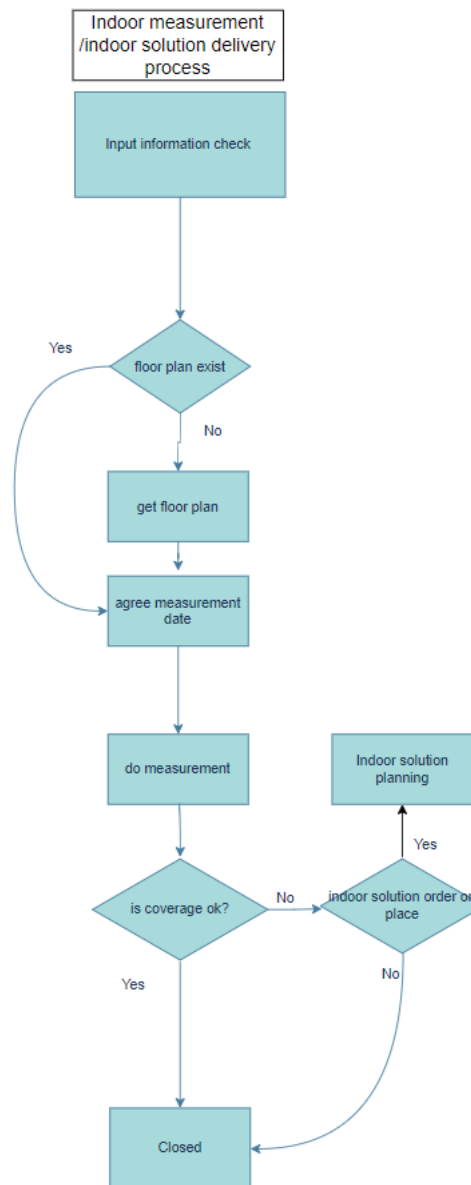 Indoor measurement
/indoor solution delivery
process
Input information check
Yes
floor plan exist
No
get floor plan
agree measurement
date
do measurement
Indoor solution
planning
Yes
is coverage ok?
No
indoor solution order on
place
Yes
No
Closed